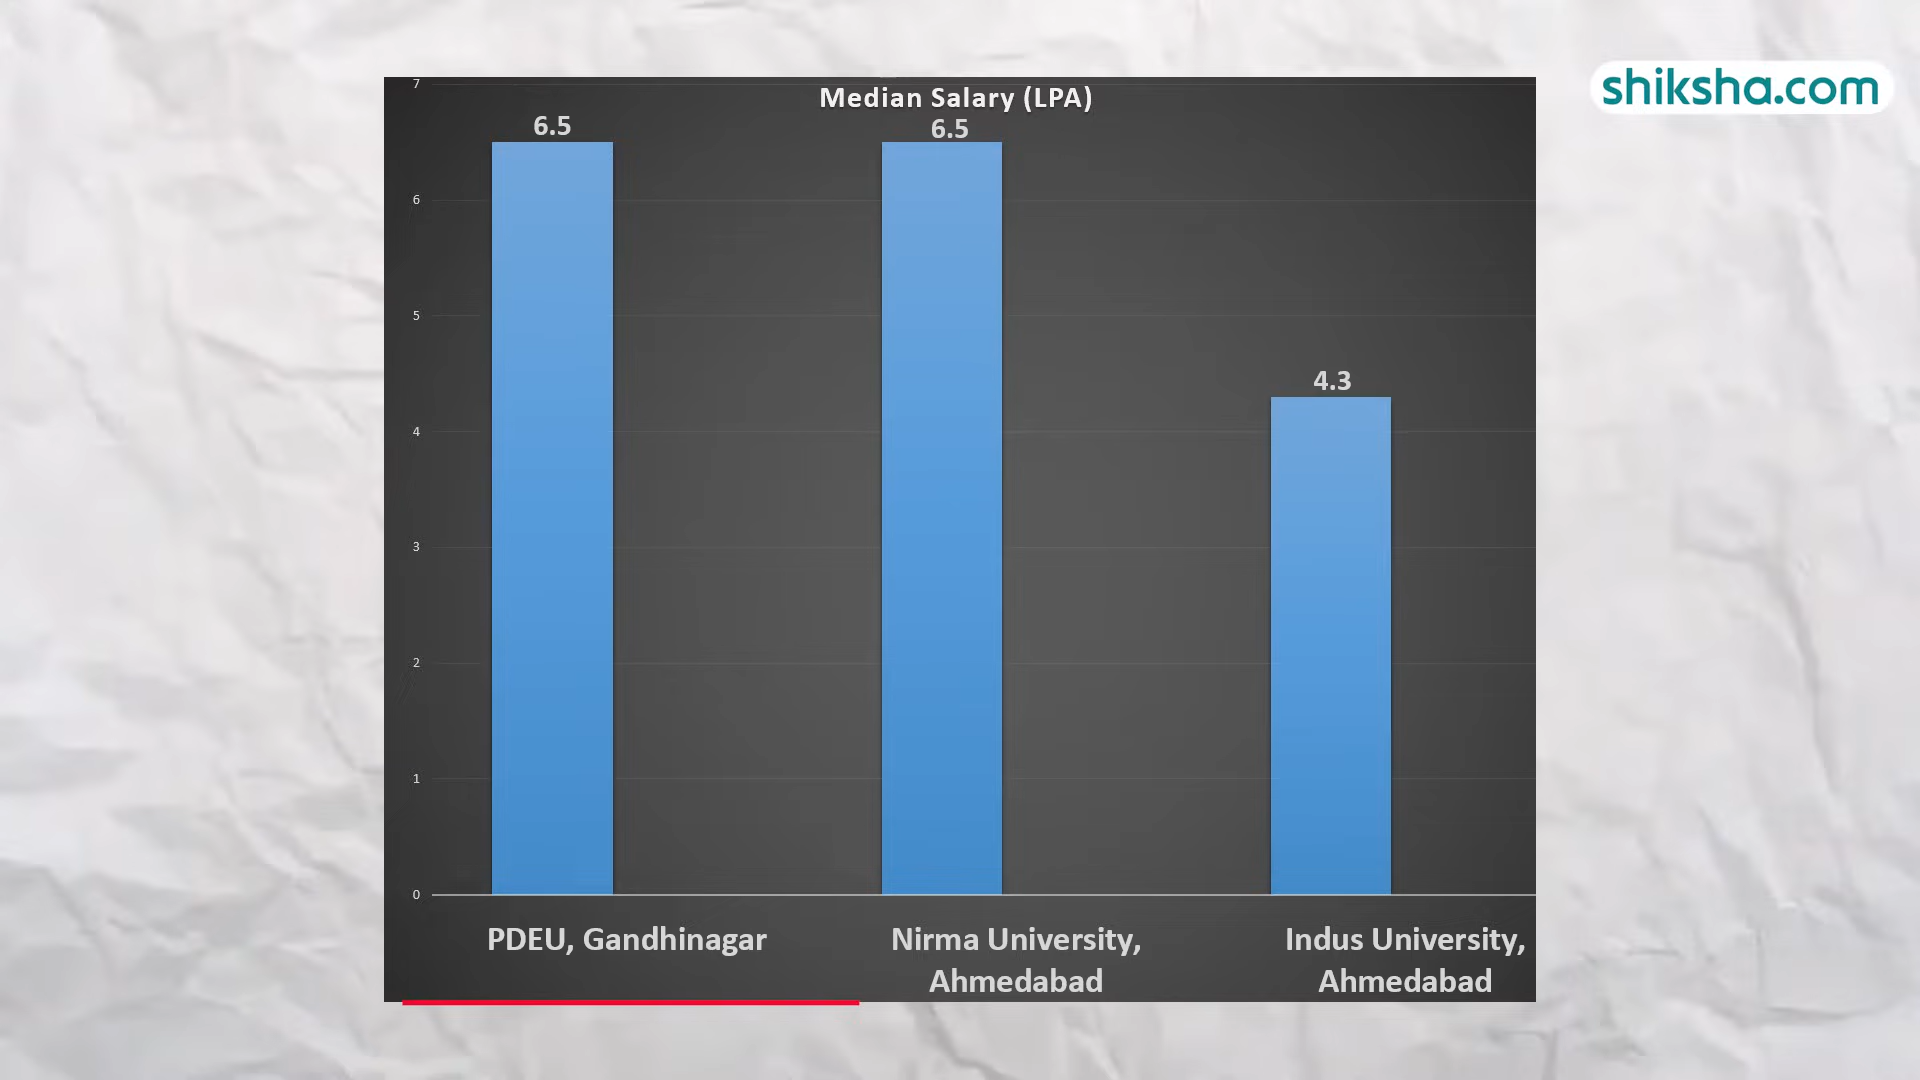 shiksha.com
Median Salary (LPA)
7
6
5
4
3
2
1
0
6.5
6.5
4.3
PDEU, Gandhinagar
Nirma University,
Ahmedabad
Indus University,
Ahmedabad